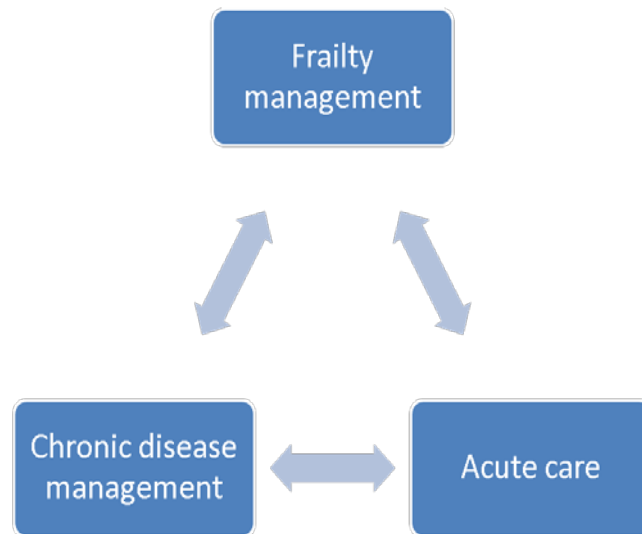 Frailty
management
Chronic disease
management
Acute care